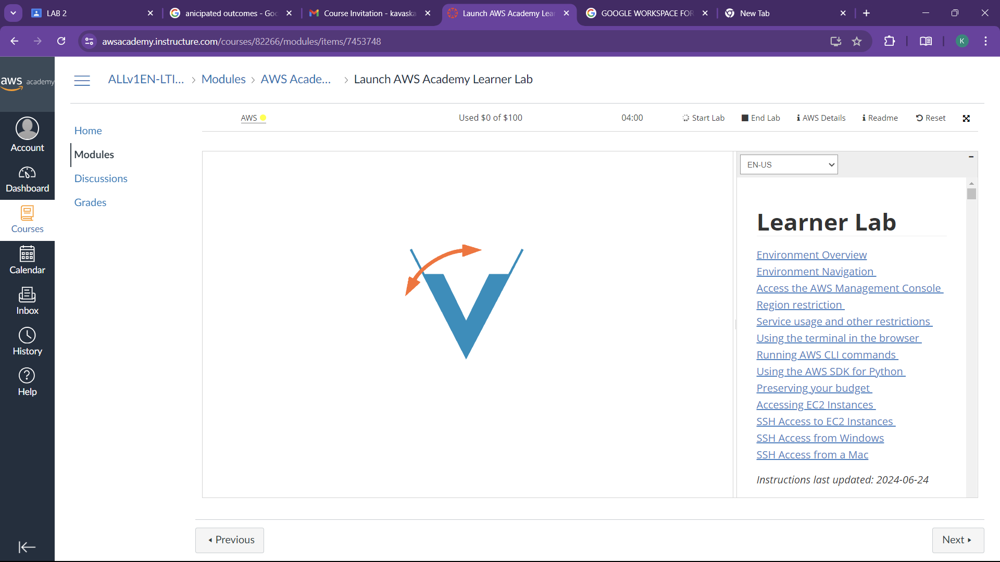 LAB 2
anicipated outcomes - Goo
Course Invitation - kavaska
Launch AWS Academy Lear
GOOGLE WORKSPACE FOR
New Tab
awsacademy.instructure.com/courses/82266/modules/items/7453748
K
aws academy
ALLv1EN-LTI... > Modules > AWS Acade... > Launch AWS Academy Learner Lab
AWS
Used $0 of $100
04:00
Start Lab
End Lab
AWS Details
Readme
Reset
Account
Dashboard
Courses
Calendar
Inbox
History
Help
Home
Modules
Discussions
Grades
EN-US
Learner Lab
Environment Overview
Environment Navigation
Access the AWS Management Console
Region restriction
Service usage and other restrictions
Using the terminal in the browser
Running AWS CLI commands
Using the AWS SDK for Python
Preserving your budget
Accessing EC2 Instances
SSH Access to EC2 Instances
SSH Access from Windows
SSH Access from a Mac
Instructions last updated: 2024-06-24
Previous
Next